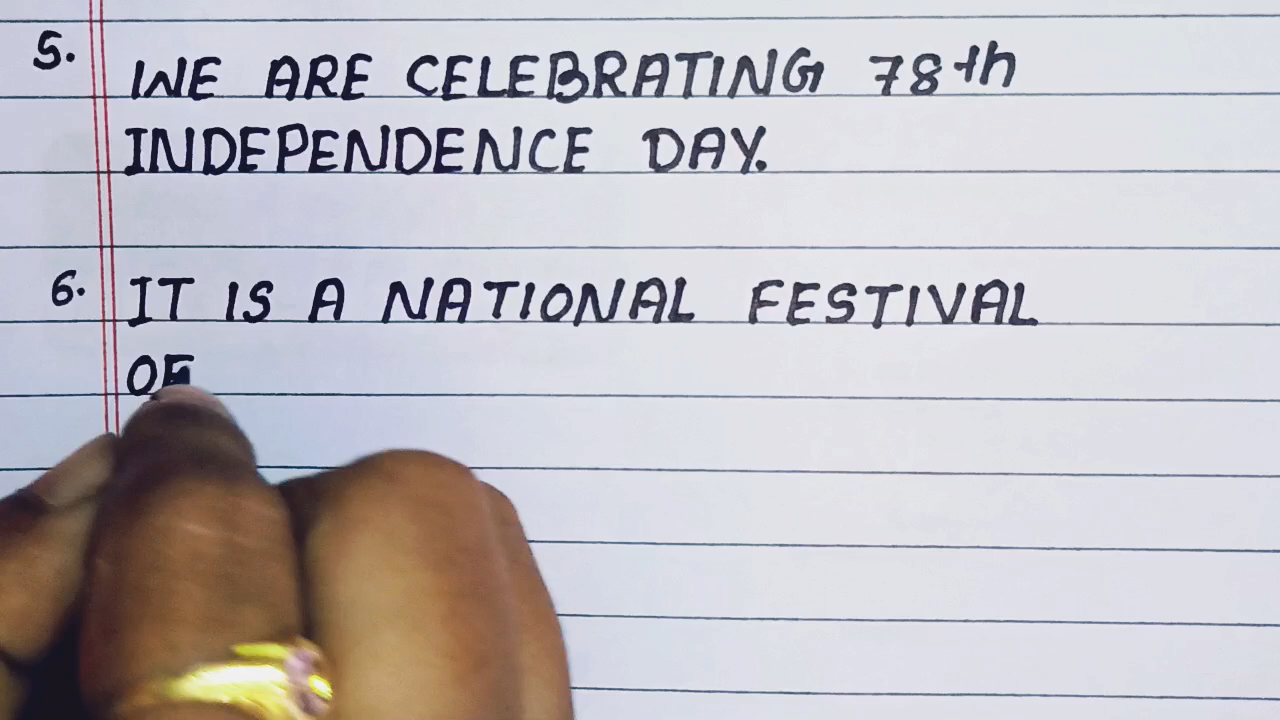 5. WE ARE CELEBRATING 78th
INDEPENDENCE DAY.
6. IT IS A NATIONAL FESTIVAL
OF